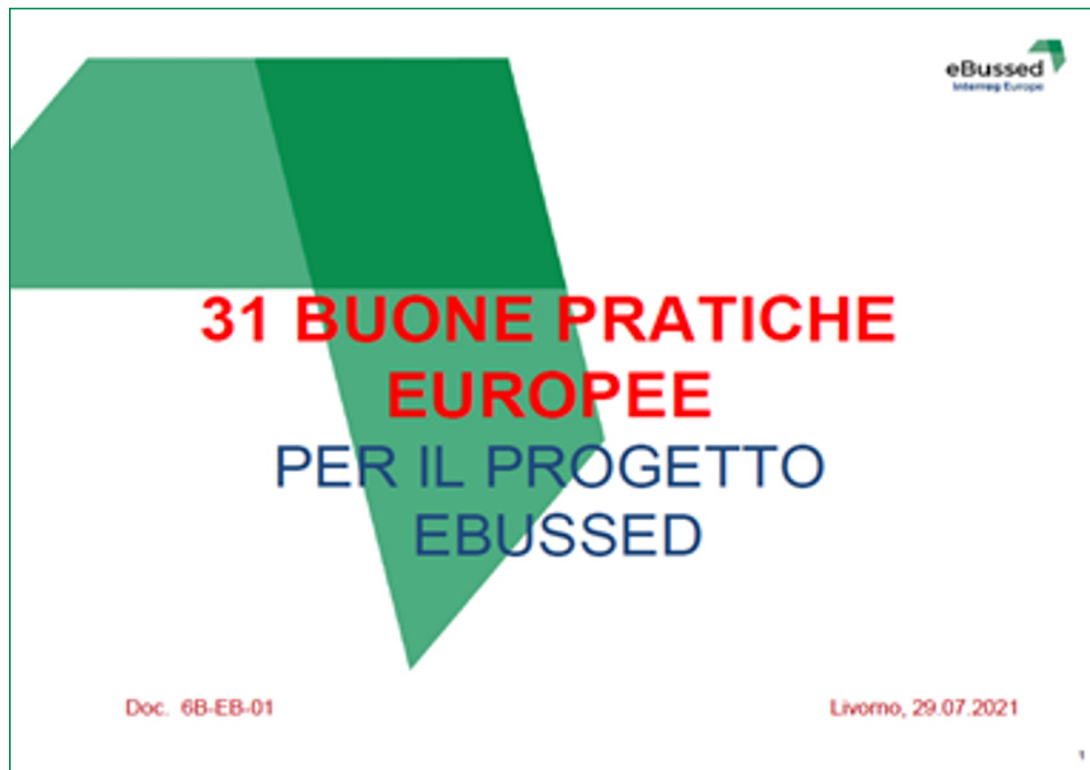 eBussed
Interreg Europe
31 BUONE PRATICHE
EUROPEE
PER IL PROGETTO
EBUSSED
Doc. 6B-EB-01
Livorno, 29.07.2021
1